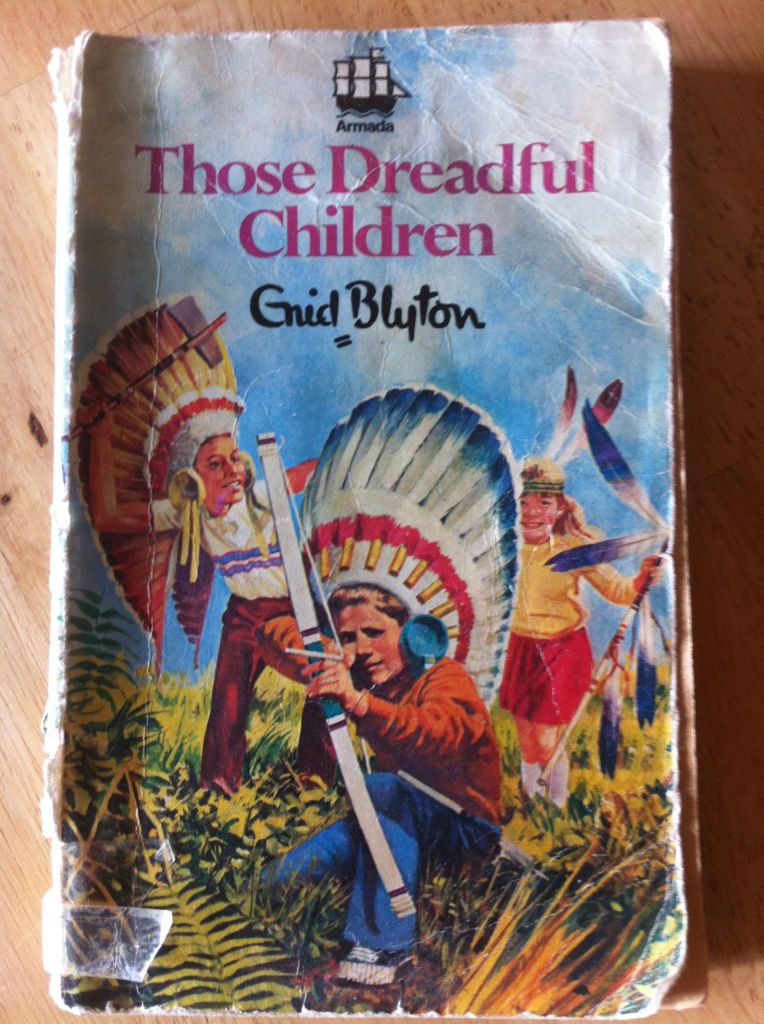 Armada
Those Dreadful
Children
Enid Blyton